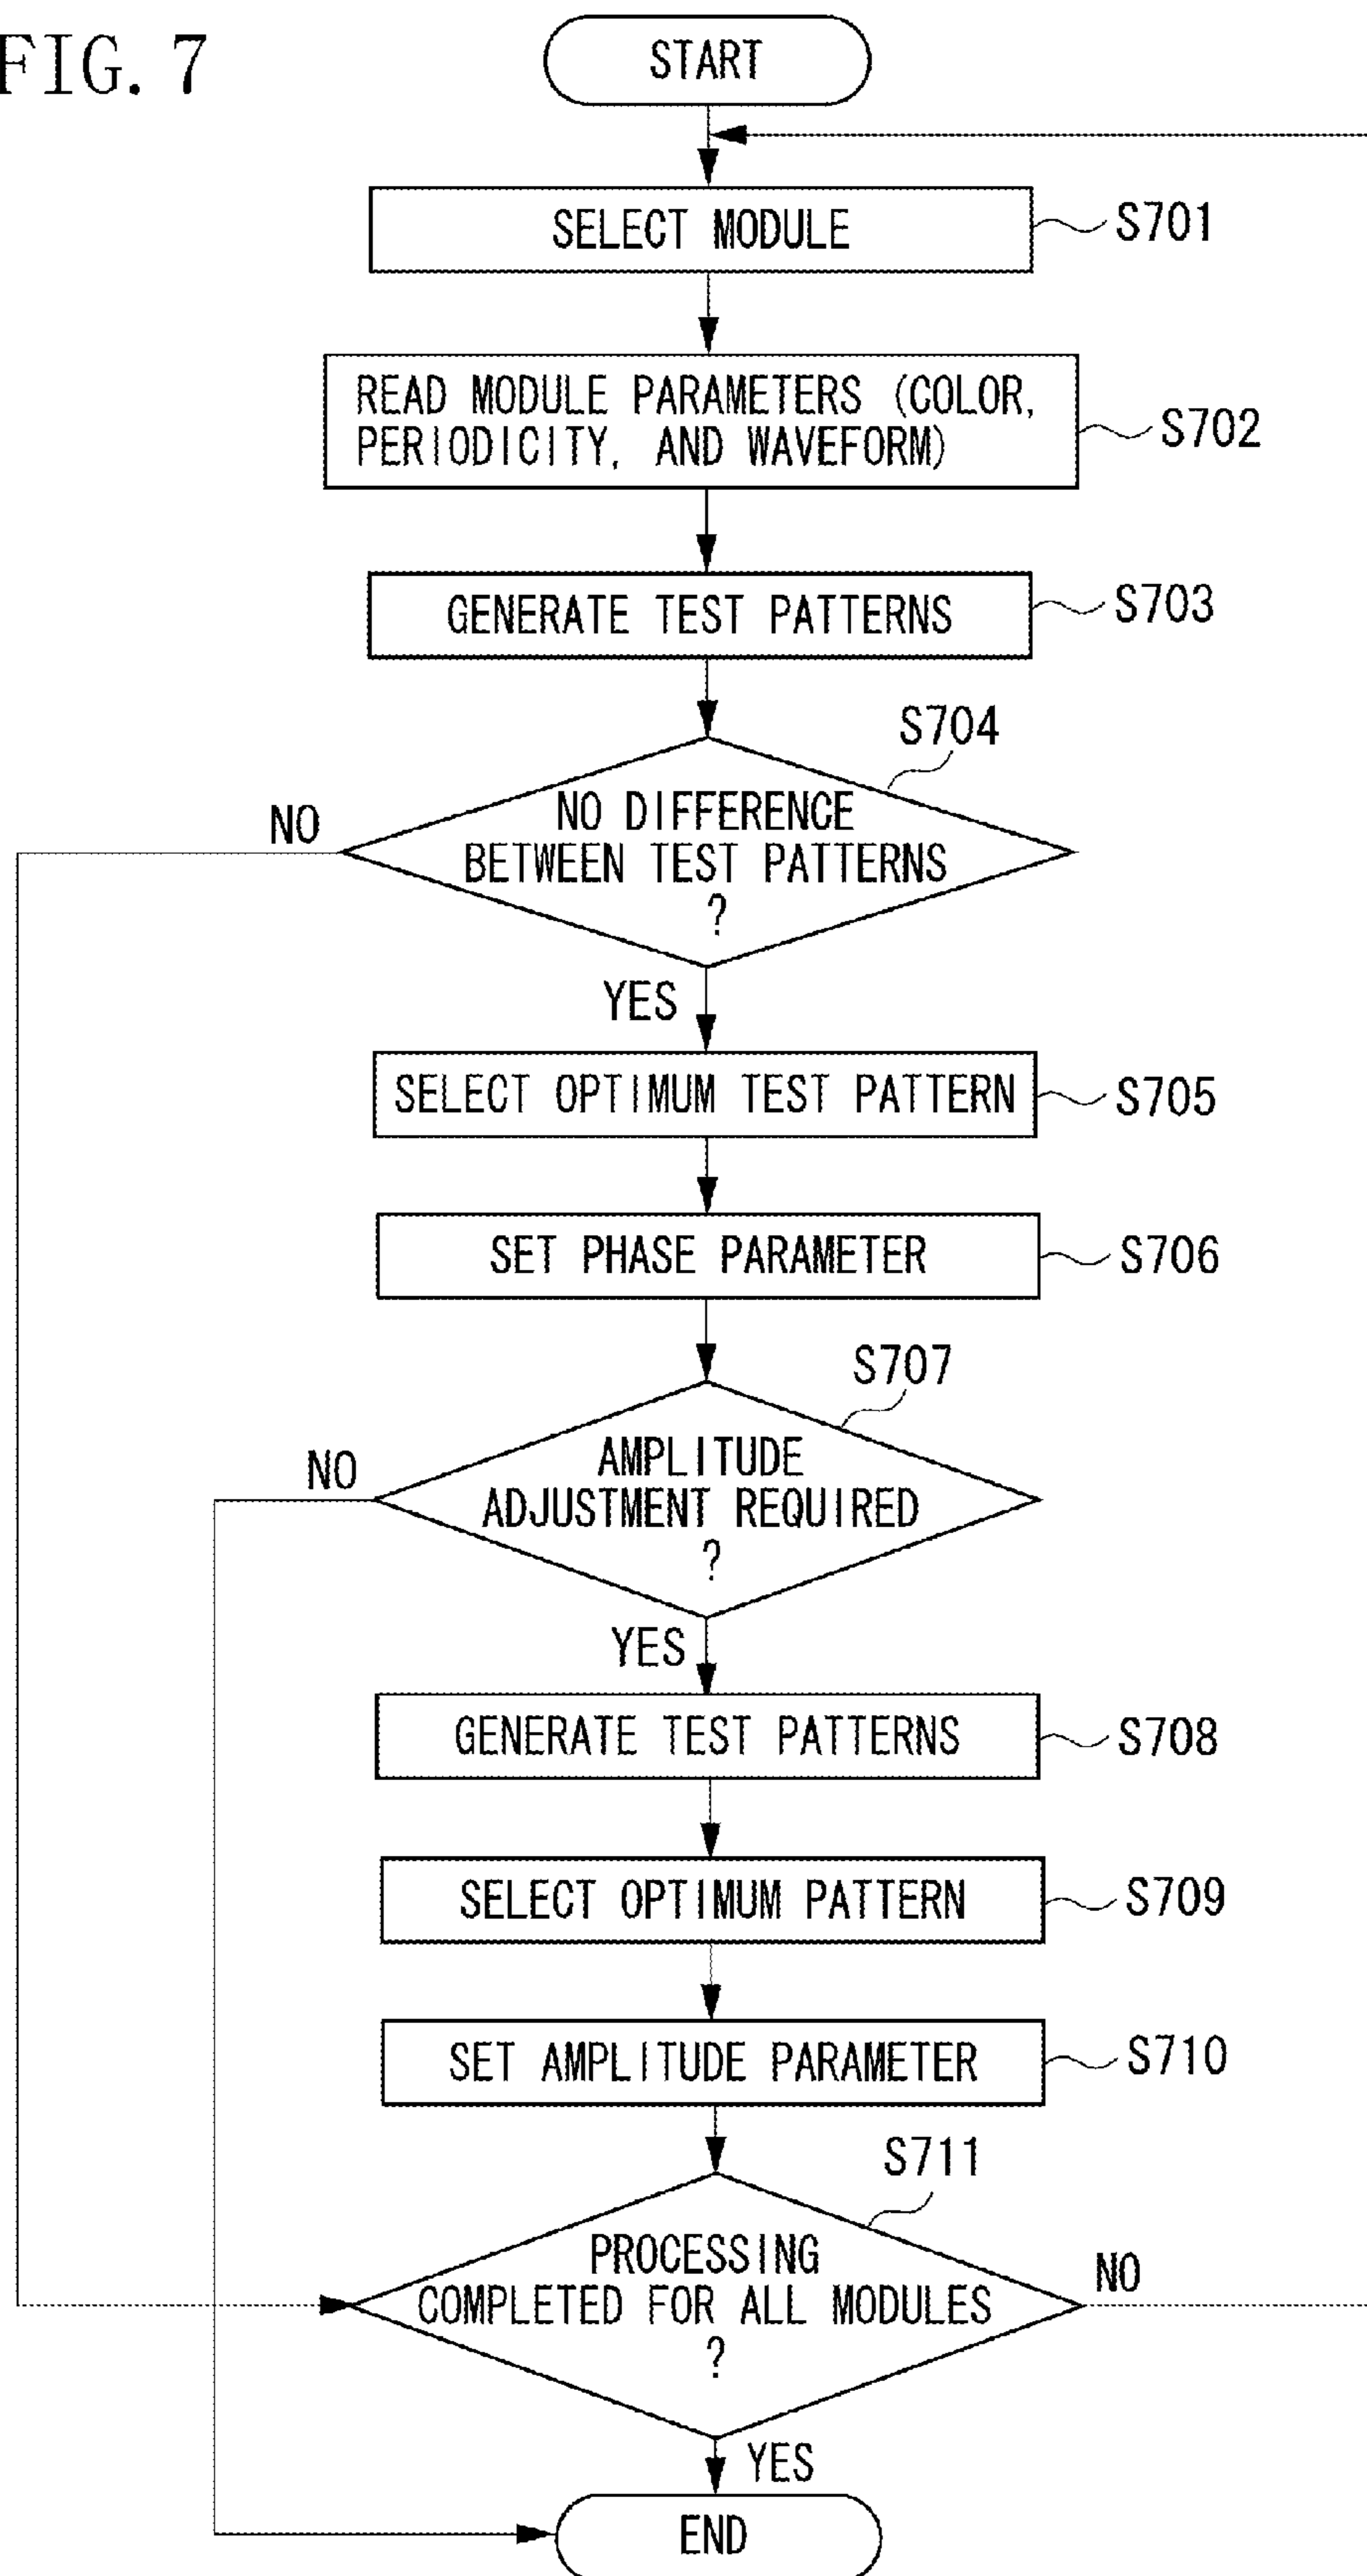 FIG. 7
START
SELECT MODULE
S701
READ MODULE PARAMETERS (COLOR,
PERIODICITY, AND WAVEFORM)
S702
GENERATE TEST PATTERNS
S703
S704
NO DIFFERENCE
BETWEEN TEST PATTERNS
?
NO
YES
SELECT OPTIMUM TEST PATTERN
S705
SET PHASE PARAMETER
S706
S707
AMPLITUDE
ADJUSTMENT REQUIRED
?
NO
YES
GENERATE TEST PATTERNS
S708
SELECT OPTIMUM PATTERN
S709
SET AMPLITUDE PARAMETER
S710
S711
PROCESSING
COMPLETED FOR ALL MODULES
?
NO
YES
END